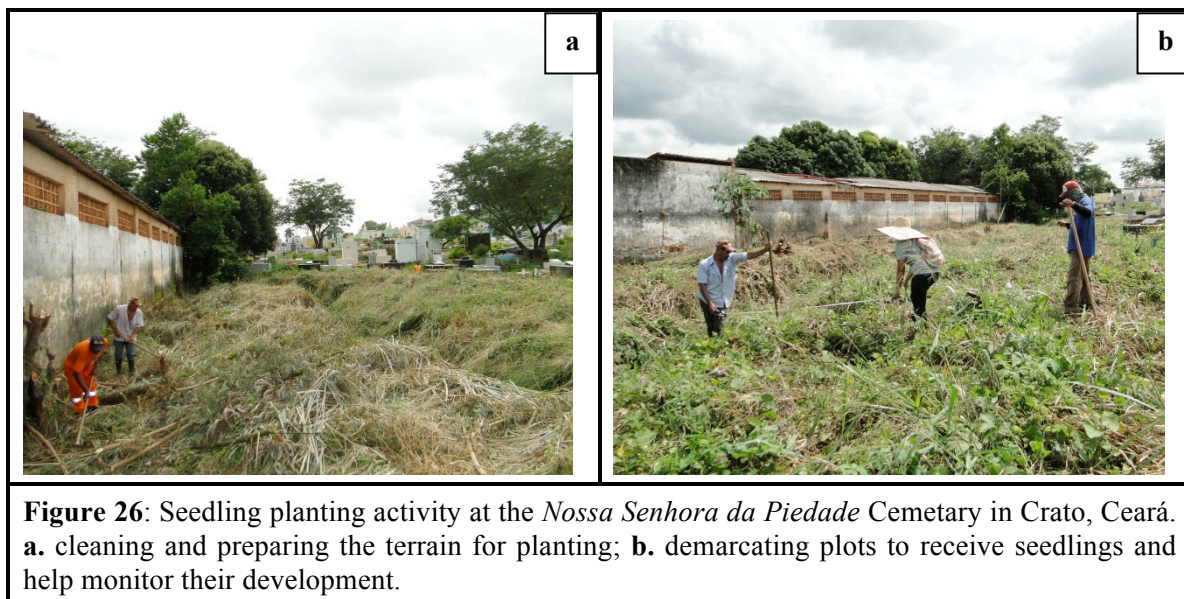 a
b
Figure 26: Seedling planting activity at the Nossa Senhora da Piedade Cemetary in Crato, Ceará.
a. cleaning and preparing the terrain for planting; b. demarcating plots to receive seedlings and
help monitor their development.